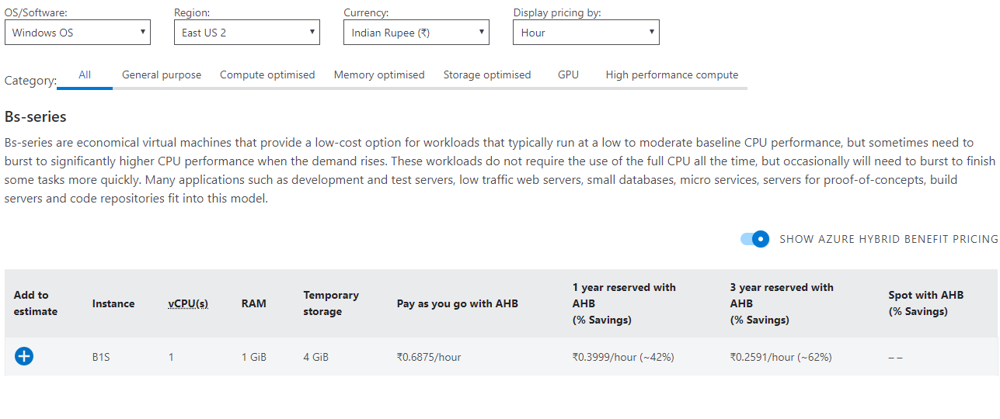 OS/Software: Region: Currency: Display pricing by:
Windows OS East US 2 Indian Rupee (₹) Hour
Category: All General purpose Compute optimised Memory optimised Storage optimised GPU High performance compute
Bs-series
Bs-series are economical virtual machines that provide a low-cost option for workloads that typically run at a low to moderate baseline CPU performance, but sometimes need to
burst to significantly higher CPU performance when the demand rises. These workloads do not require the use of the full CPU all the time, but occasionally will need to burst to finish
some tasks more quickly. Many applications such as development and test servers, low traffic web servers, small databases, micro services, servers for proof-of-concepts, build
servers and code repositories fit into this model.
SHOW AZURE HYBRID BENEFIT PRICING
Add to estimate Instance vCPU(s) RAM Temporary storage Pay as you go with AHB 1 year reserved with AHB (% Savings) 3 year reserved with AHB (% Savings) Spot with AHB (% Savings)
B1S 1 1 GiB 4 GiB ₹0.6875/hour ₹0.3999/hour (~42%) ₹0.2591/hour (~62%) – –